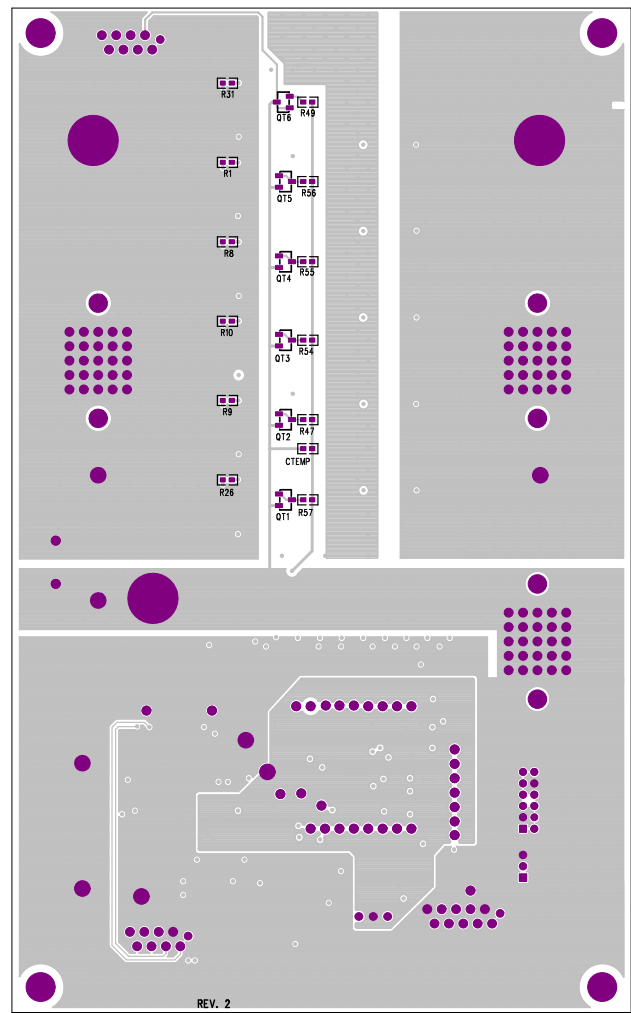 R31
QT6
R49
R1
QT5
R56
R8
QT4
R55
R10
QT3
R54
R9
QT2
R47
CTEMP
R26
QT1
R57
REV. 2